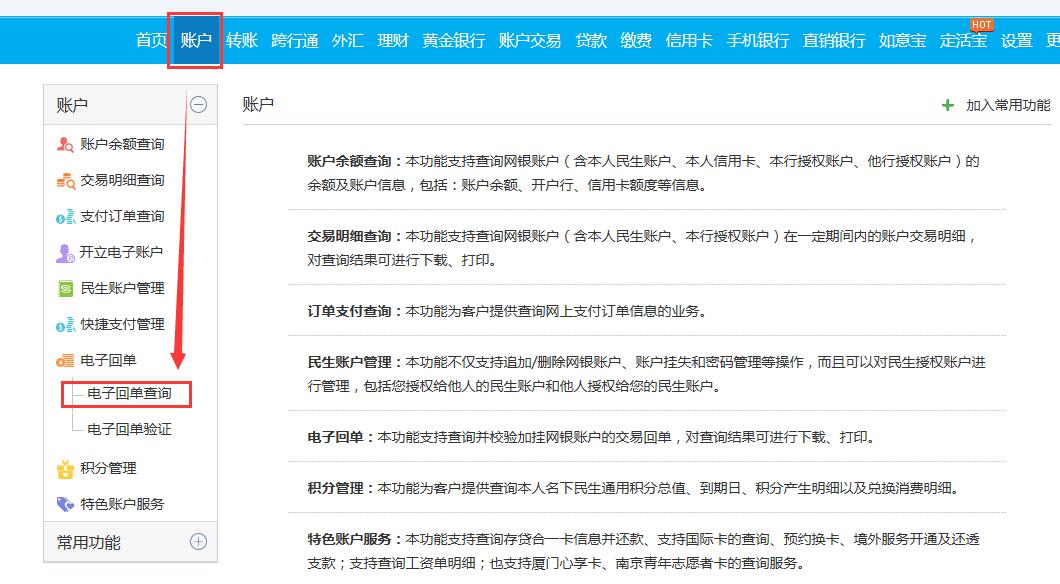 HOT
首页 账户 转账 跨行通 外汇 理财 黄金银行 账户交易 贷款 缴费 信用卡 手机银行 直销银行 如意宝 定活宝 设置 更
账户
账户余额查询
交易明细查询
支付订单查询
开立电子账户
民生账户管理
快捷支付管理
电子回单
电子回单查询
电子回单验证
积分管理
特色账户服务
常用功能
账户
加入常用功能
账户余额查询：本功能支持查询网银账户（含本人民生账户、本人信用卡、本行授权账户、他行授权账户）的
余额及账户信息，包括：账户余额、开户行、信用卡额度等信息。
交易明细查询：本功能支持查询网银账户（含本人民生账户、本行授权账户）在一定期间内的账户交易明细，
对查询结果可进行下载、打印。
订单支付查询：本功能为客户提供查询网上支付订单信息的业务。
民生账户管理：本功能不仅支持追加/删除网银账户、账户挂失和密码管理等操作，而且可以对民生授权账户进
行管理，包括您授权给他人的民生账户和他人授权给您的民生账户。
电子回单：本功能支持查询并校验加挂网银账户的交易回单，对查询结果可进行下载、打印。
积分管理：本功能为客户提供查询本人名下民生通用积分总值、到期日、积分产生明细以及兑换消费明细。
特色账户服务：本功能支持查询存贷合一卡信息并还款、支持国际卡的查询、预约换卡、境外服务开通及还透
支款；支持查询工资单明细；也支持厦门心享卡、南京青年志愿者卡的查询服务。